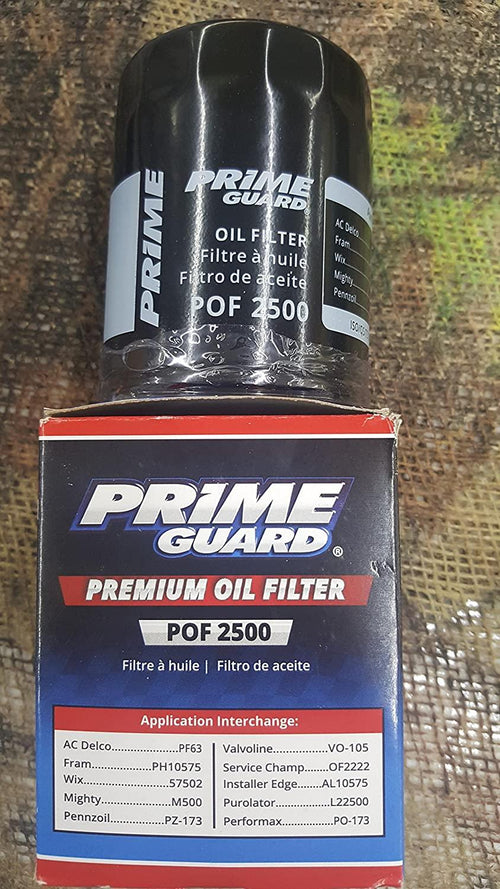 PRIME
PRIME
GUARD
OIL FILTER
Filtre à huile
Filtro de aceite
POF 2500
AC Delco
Fram
Wix
Mighty
Pennzoil
PRIME
GUARD®
PREMIUM OIL FILTER
POF 2500
Filtre à huile | Filtro de aceite
Application Interchange:
AC Delco......................PF63
Fram......................PH10575
Wix............................57502
Mighty.......................M500
Pennzoil..................PZ-173
Valvoline..................VO-105
Service Champ......OF2222
Installer Edge........AL10575
Purolator.................L22500
Performax...............PO-173